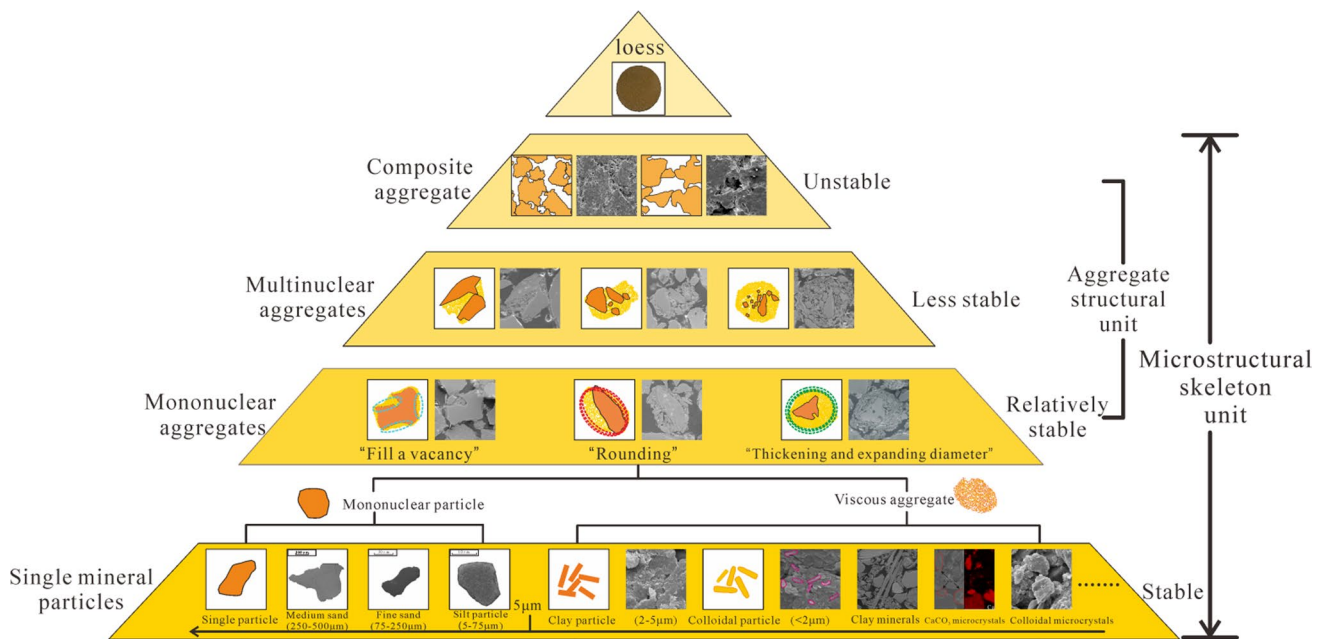 loess
Composite
aggregate
Unstable
Multinuclear
aggregates
Less stable
Aggregate
structural
unit
Microstructural
skeleton
unit
Mononuclear
aggregates
Relatively
stable
“Fill a vacancy”
“Rounding”
“Thickening and expanding diameter”
Mononuclear particle
Viscous aggregate
Single mineral
particles
Stable
Single particle
Medium sand
(250-500μm)
Fine sand
(75-250μm)
Silt particle
(5-75μm)
5μm
Clay particle
(2-5μm)
Colloidal particle
(<2μm)
Clay minerals
CaCO₃ microcrystals
Colloidal microcrystals
........